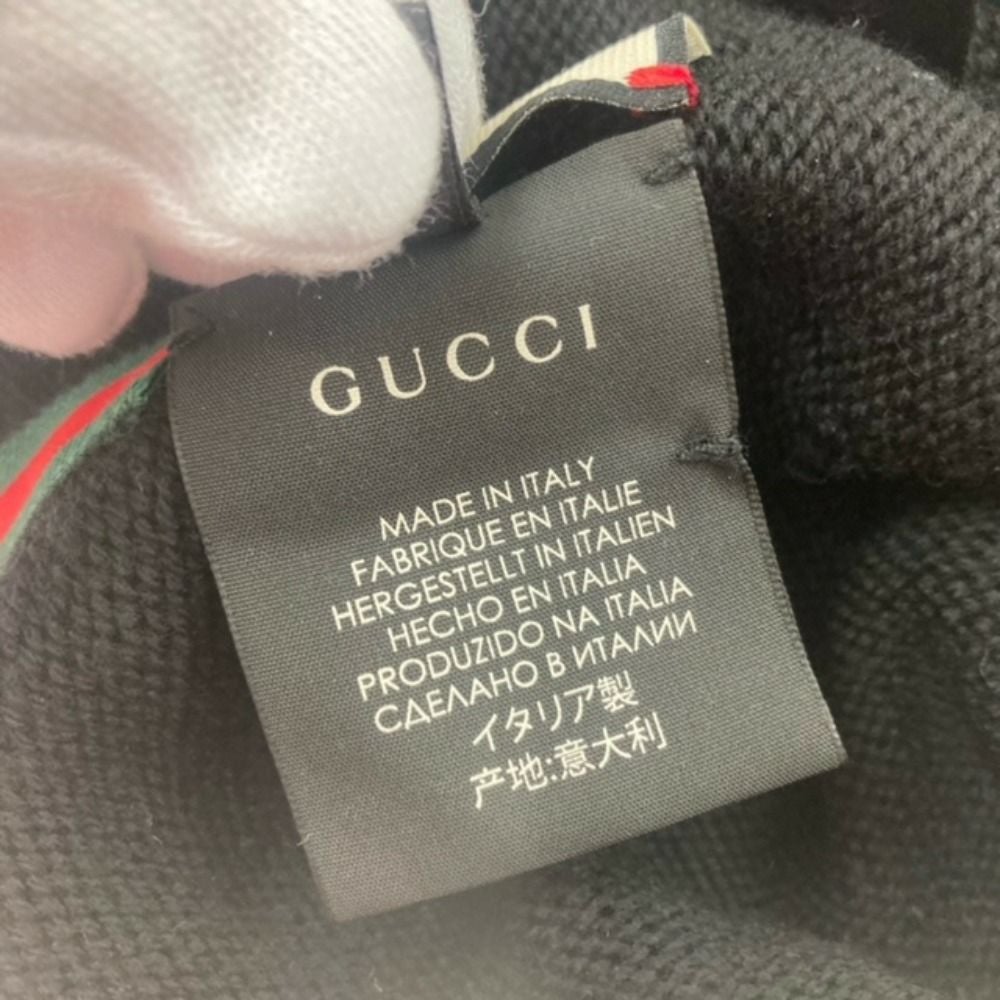 GUCCI
MADE IN ITALY
FABRIQUE EN ITALIE
HERGESTELLT IN ITALIEN
HECHO EN ITALIA
PRODUZIDO NA ITALIA
СДЕЛАНО В ИТАЛИИ
イタリア製
产地:意大利